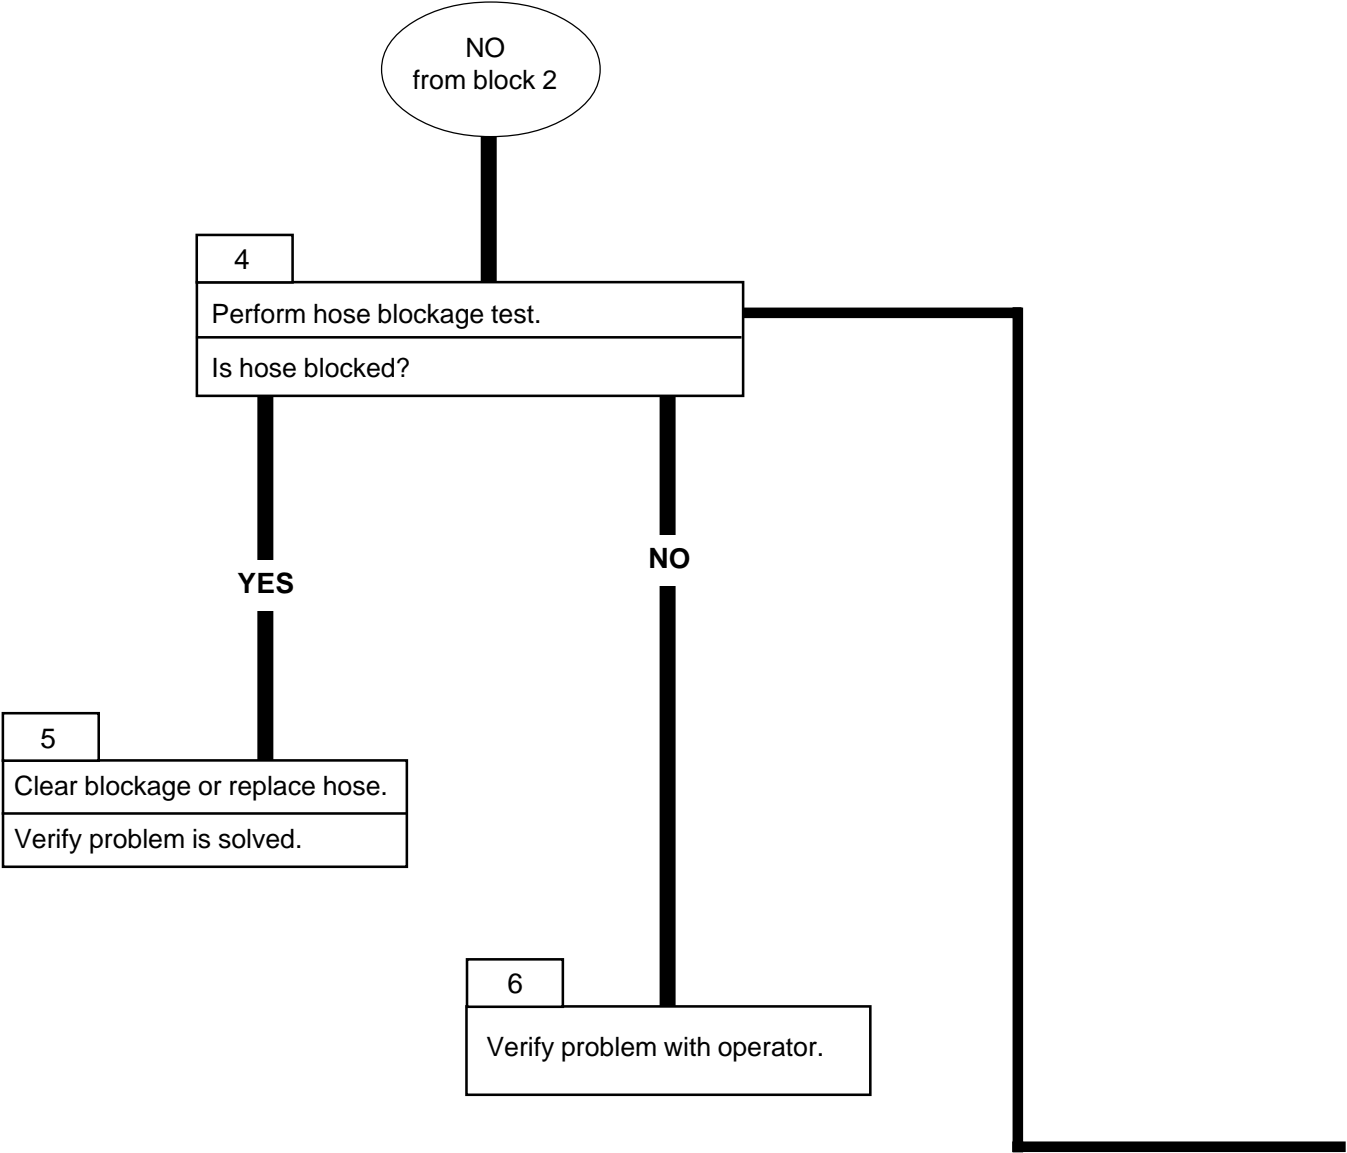 NO
from block 2
4
Perform hose blockage test.
Is hose blocked?
YES
NO
5
Clear blockage or replace hose.
Verify problem is solved.
6
Verify problem with operator.